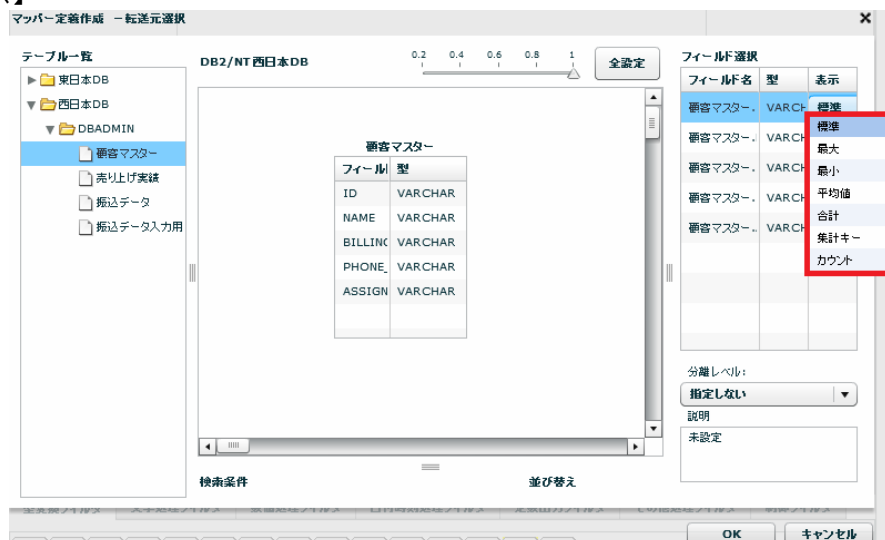 マッパー定義作成 －転送元選択
テーブル一覧
東日本DB
西日本DB
DBADMIN
顧客マスター
売り上げ実績
振込データ
振込データ入力用
DB2/NT 西日本DB
0.2 0.4 0.6 0.8 1
全設定
顧客マスター
フィール 型
ID VARCHAR
NAME VARCHAR
BILLING VARCHAR
PHONE_ VARCHAR
ASSIGN VARCHAR
検索条件
並び替え
フィールド選択
フィールド名 型 表示
顧客マスター. VARCH 標準
顧客マスター. VARCH
顧客マスター. VARCH
顧客マスター. VARCH
顧客マスター.. VARCH
標準
最大
最小
平均値
合計
集計キー
カウント
分離レベル:
指定しない
説明
未設定
OK
キャンセル